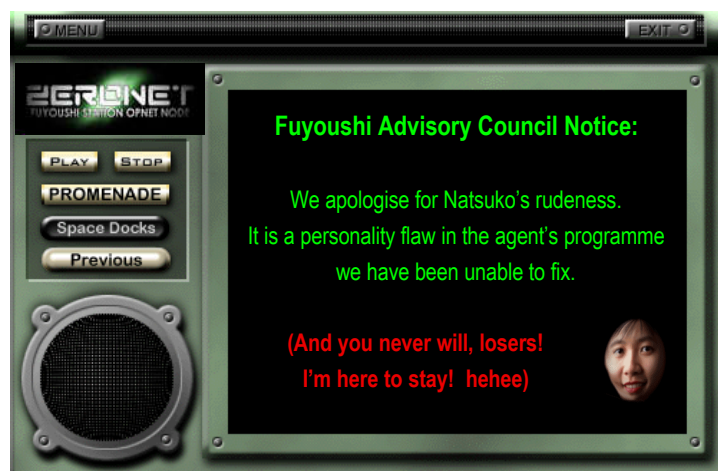 MENU
EXIT
ZERONET
FUYOUSHI STATION OPNET NODE
PLAY
STOP
PROMENADE
Space Docks
Previous
Fuyoushi Advisory Council Notice:
We apologise for Natsuko’s rudeness.
It is a personality flaw in the agent’s programme
we have been unable to fix.
(And you never will, losers!
I’m here to stay!  hehee)